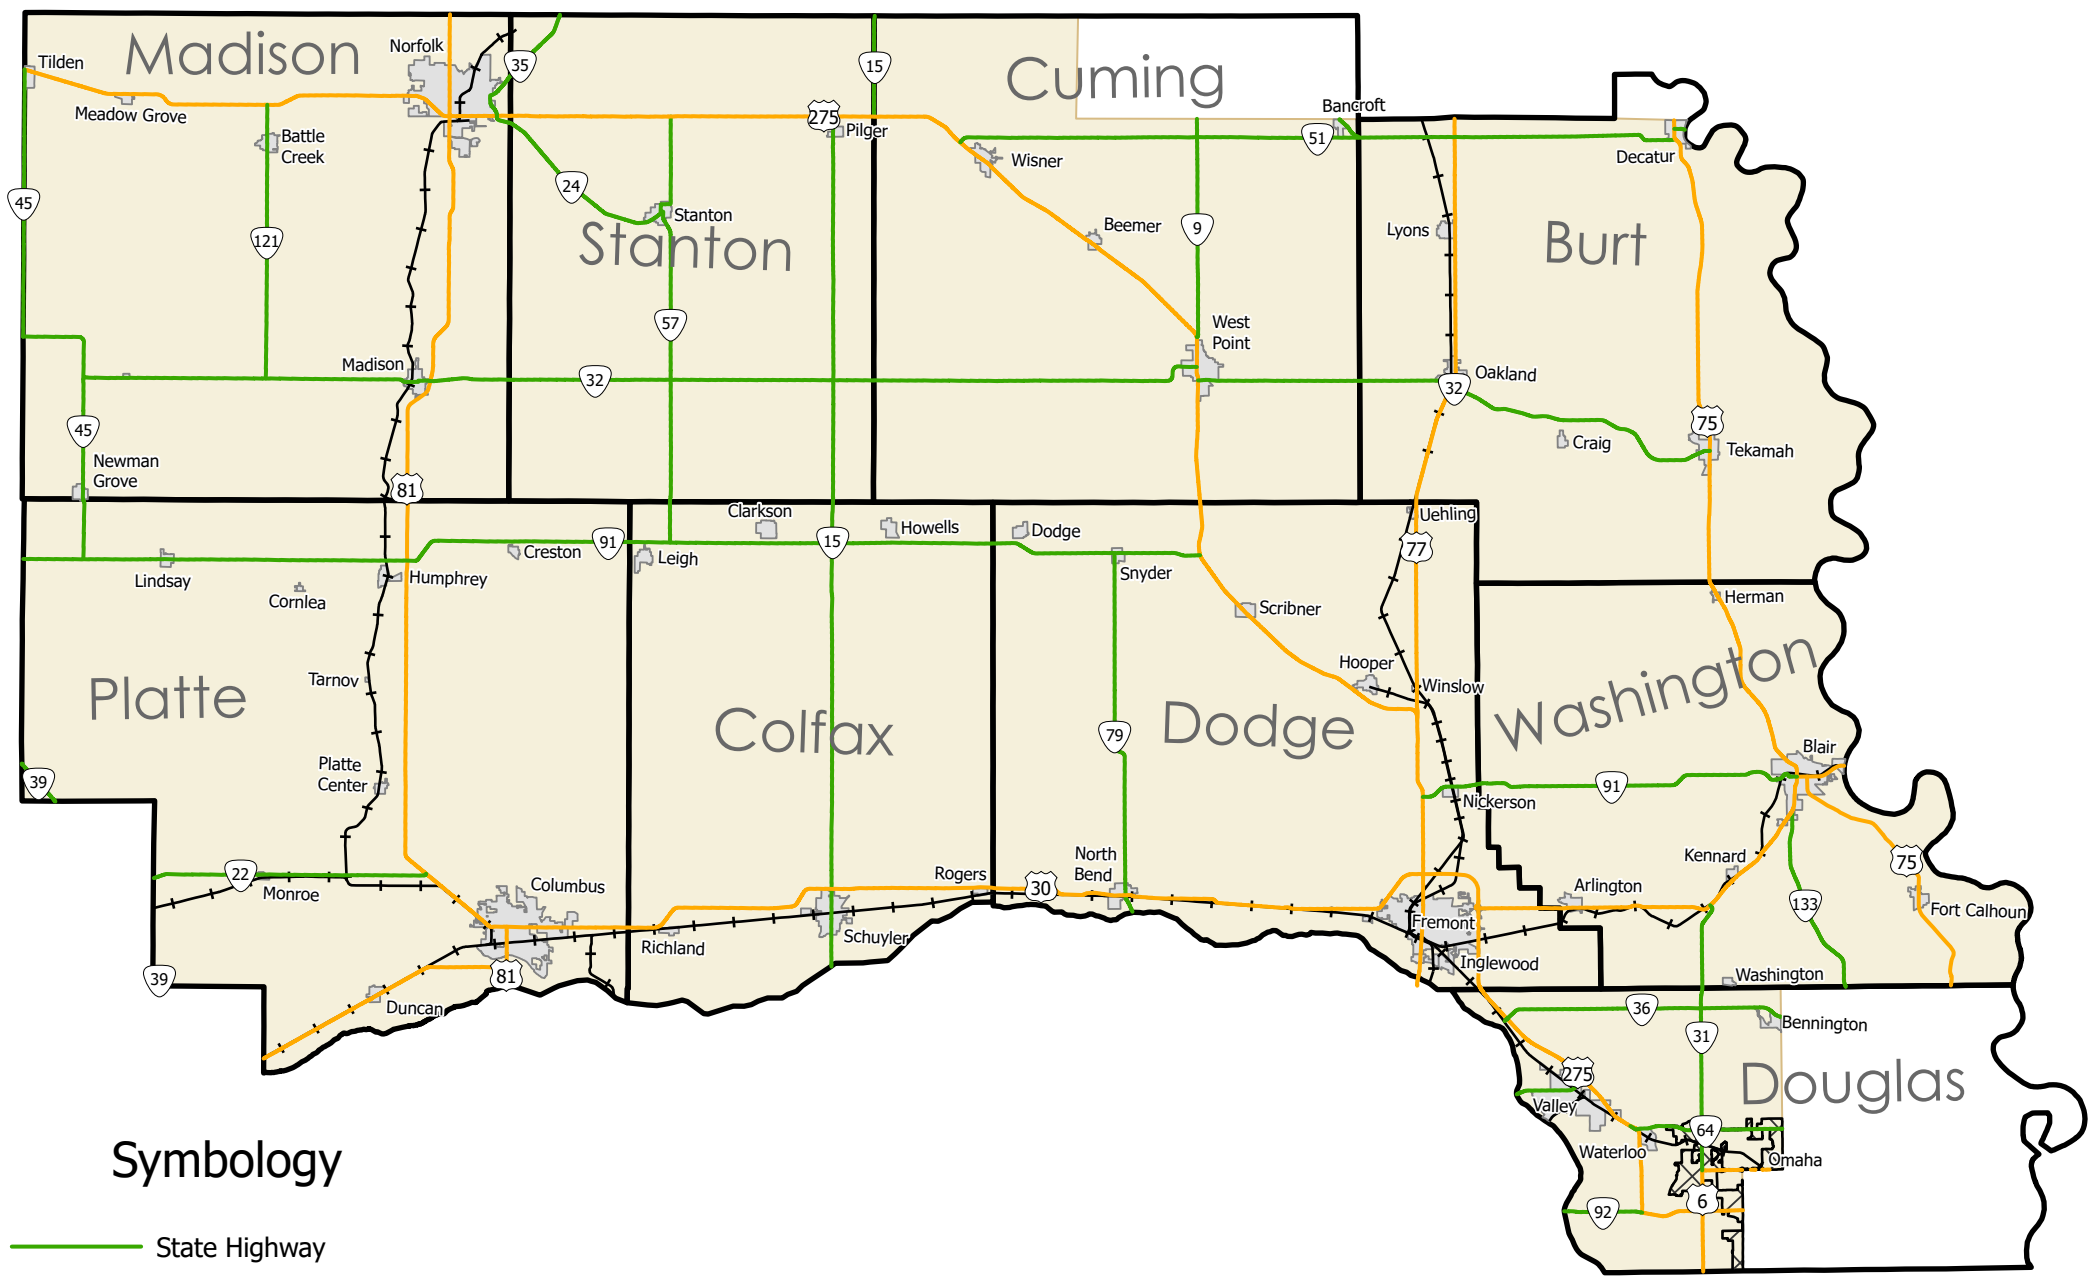 Madison
Norfolk
Tilden
Meadow Grove
Battle
Creek
35
15
275
Pilger
Cuming
Bancroft
51
Wisner
Decatur
45
24
Stanton
Stanton
121
Beemer
9
Lyons
Burt
57
West
Point
Madison
32
32
Oakland
45
Newman
Grove
75
Craig
Tekamah
81
Clarkson
Howells
Dodge
Uehling
91
Creston
Leigh
15
77
Lindsay
Humphrey
Snyder
Cornlea
Scribner
Herman
Tarnov
Hooper
Winslow
Washington
Platte
Colfax
Dodge
79
Blair
Platte
Center
39
91
Nickerson
22
Monroe
Columbus
Rogers
30
North
Bend
Kennard
75
Arlington
133
Fort Calhoun
Fremont
Richland
Schuyler
Inglewood
39
81
Washington
Duncan
36
Bennington
31
Douglas
275
Valley
64
Waterloo
Omaha
92
6
Symbology
State Highway